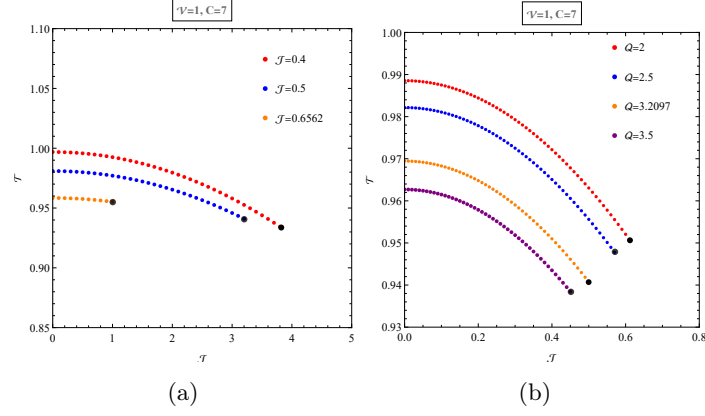 𝒱=1, C=7
1.10
1.05
1.00
0.95
0.90
0.85
𝒯
𝒥=0.4
𝒥=0.5
𝒥=0.6562
0 1 2 3 4 5
𝒥
(a)
𝒱=1, C=7
1.00
0.99
0.98
0.97
0.96
0.95
0.94
0.93
𝒯
Q=2
Q=2.5
Q=3.2097
Q=3.5
0.0 0.2 0.4 0.6 0.8
𝒥
(b)